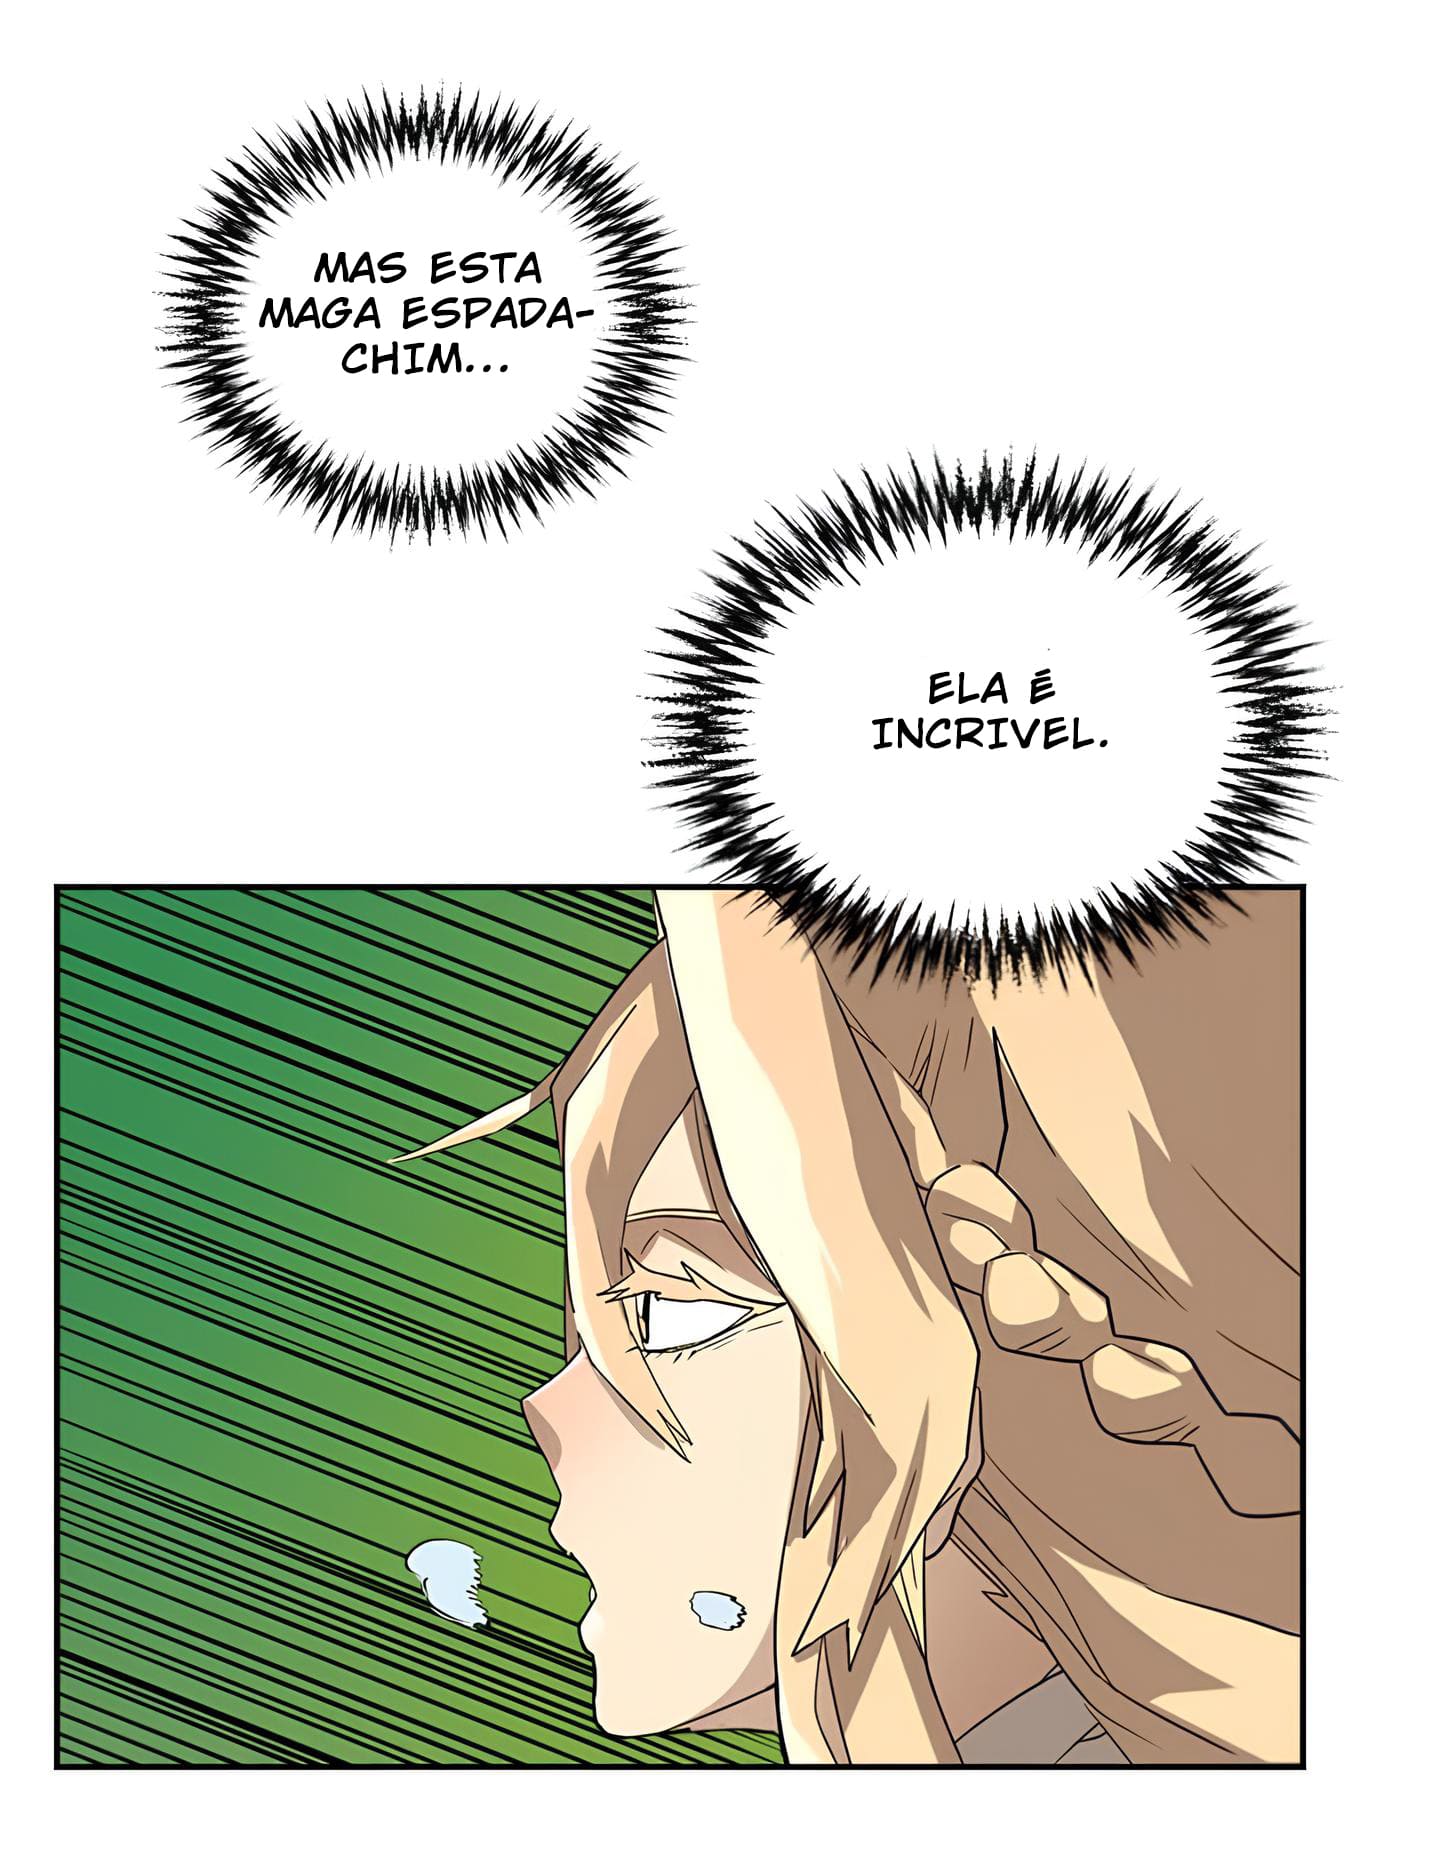 MAS ESTA
MAGA ESPADA-
CHIM...
ELA É
INCRIVEL.